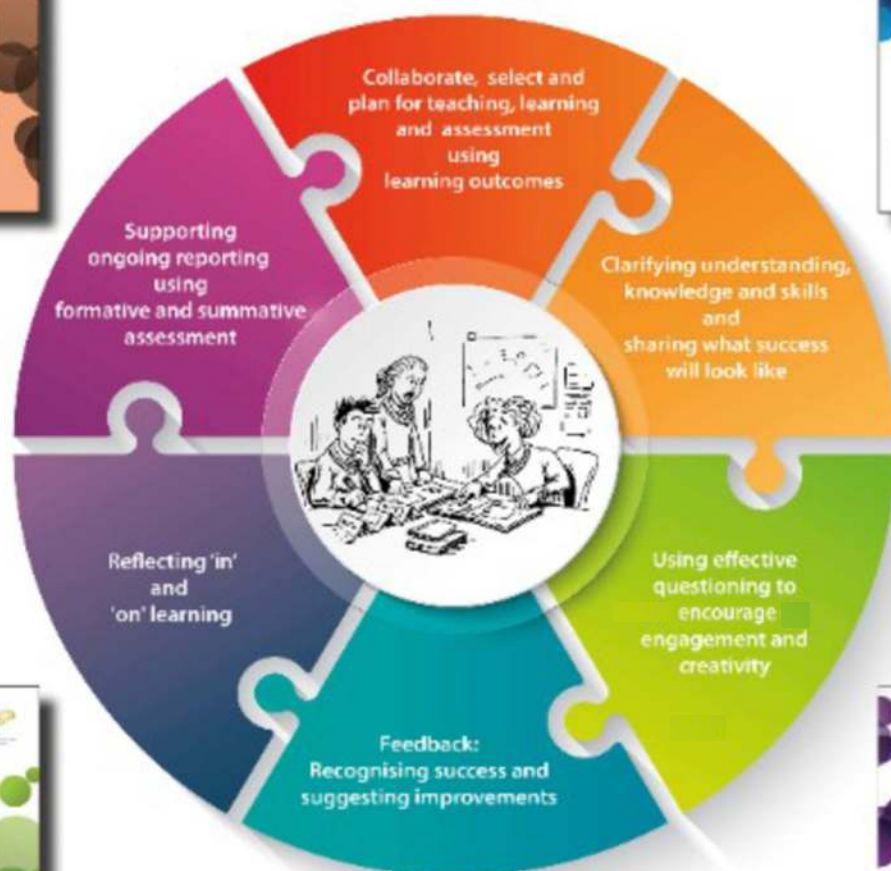 Collaborate, select and
plan for teaching, learning
and assessment
using
learning outcomes
Clarifying understanding,
knowledge and skills
and
sharing what success
will look like
Using effective
questioning to
encourage
engagement and
creativity
Feedback:
Recognising success and
suggesting improvements
Reflecting 'in'
and
'on' learning
Supporting
ongoing reporting
using
formative and summative
assessment